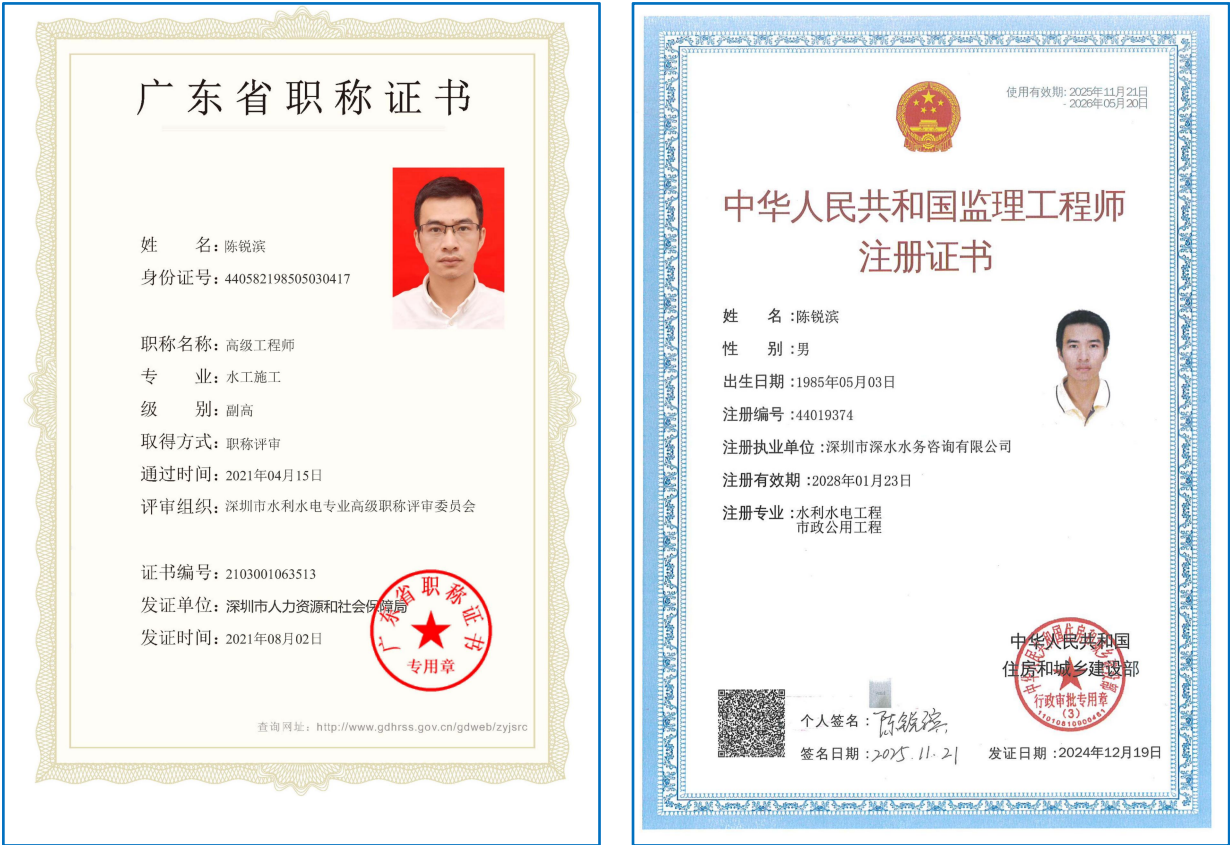 广东省职称证书
姓 名：陈锐滨
身份证号：440582198505030417
职称名称：高级工程师
专 业：水工施工
级 别：副高
取得方式：职称评审
通过时间：2021年04月15日
评审组织：深圳市水利水电专业高级职称评审委员会
证书编号：2103001063513
发证单位：深圳市人力资源和社会保障局
发证时间：2021年08月02日
广东省职称证书
专用章
查询网址：http://www.gdhrss.gov.cn/gdweb/zyjsrc
使用有效期: 2025年11月21日
- 2026年05月20日
中华人民共和国监理工程师
注册证书
姓 名：陈锐滨
性 别：男
出生日期：1985年05月03日
注册编号：44019374
注册执业单位：深圳市深水水务咨询有限公司
注册有效期：2028年01月23日
注册专业：水利水电工程
市政公用工程
中华人民共和国
住房和城乡建设部
行政审批专用章
(3)
个人签名：陈锐滨
签名日期：2025.11.21
发证日期：2024年12月19日